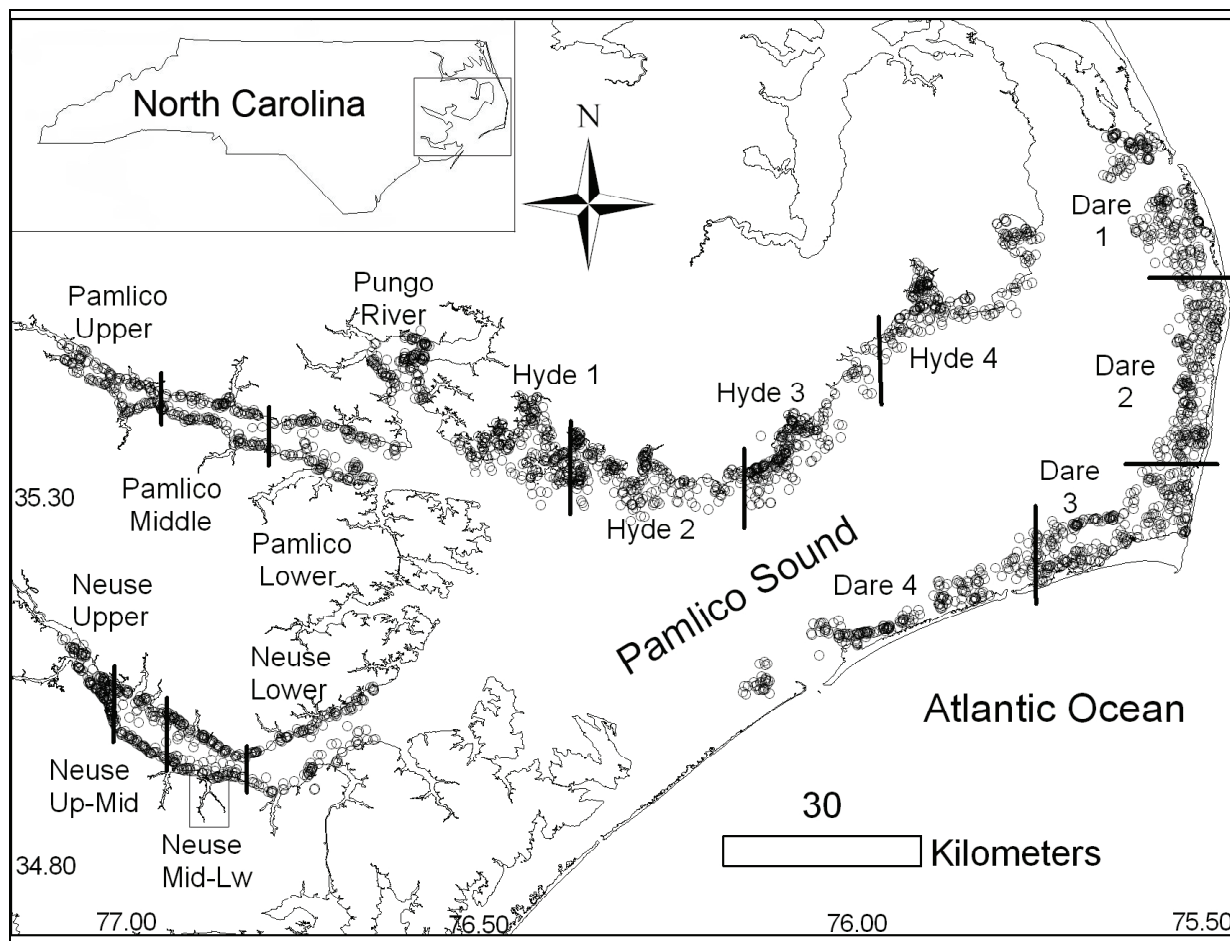 North Carolina
N
Dare
1
Pamlico
Upper
Pungo
River
Hyde 1
Hyde 3
Hyde 4
Dare
2
Dare
3
35.30
Pamlico
Middle
Hyde 2
Pamlico
Lower
Pamlico Sound
Dare 4
Neuse
Upper
Neuse
Lower
Atlantic Ocean
Neuse
Up-Mid
Neuse
Mid-Lw
30
Kilometers
34.80
77.00
76.50
76.00
75.50